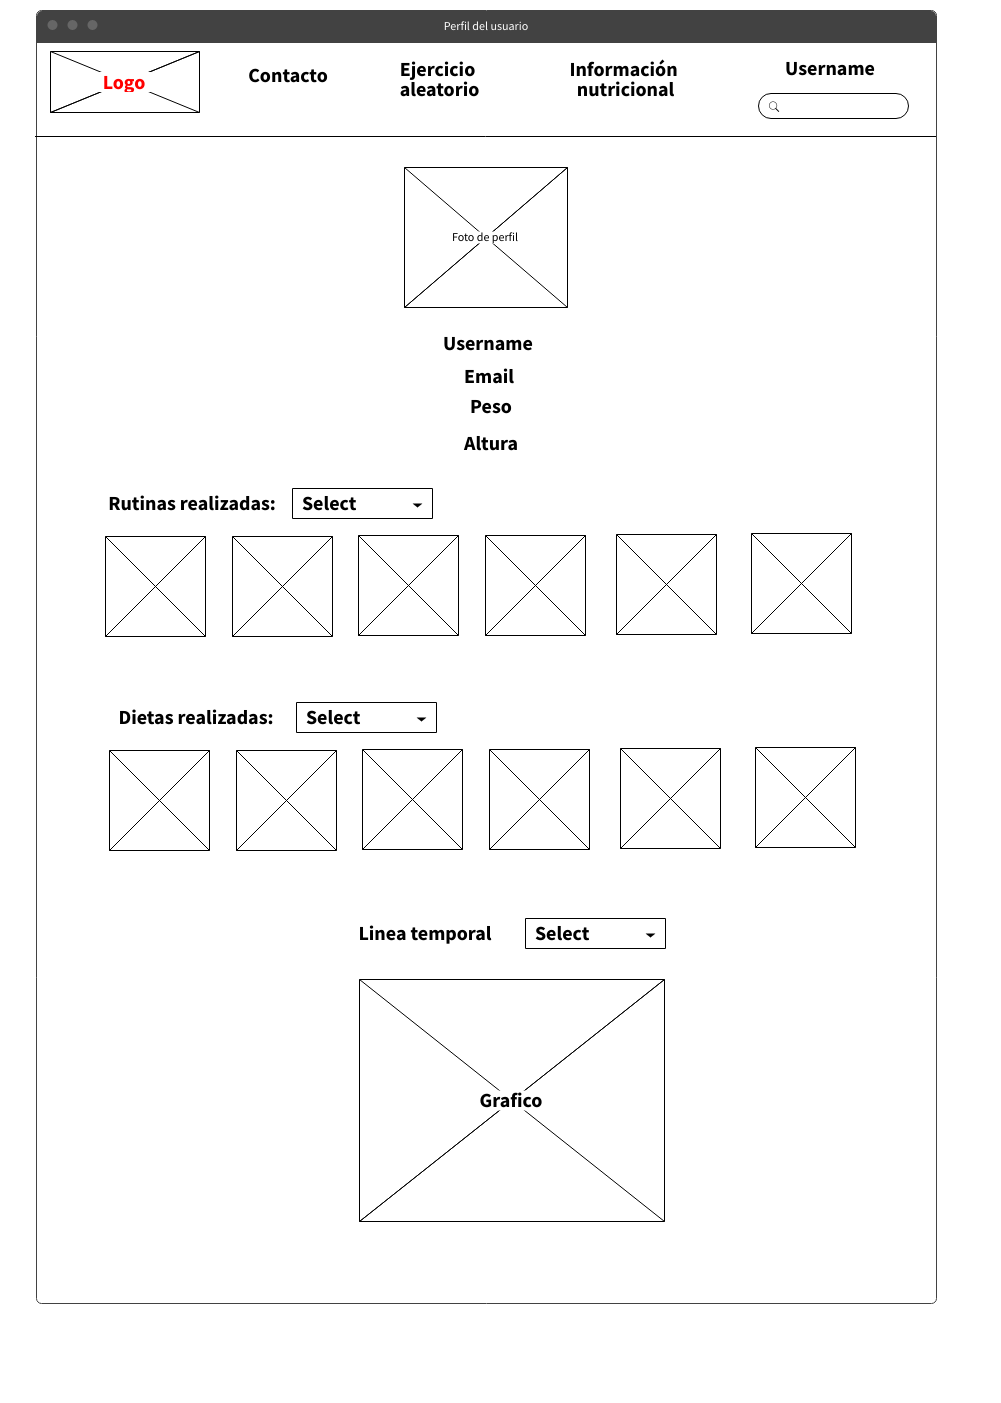 Perfil del usuario
Logo
Contacto
Ejercicio
aleatorio
Información
nutricional
Username
Foto de perfil
Username
Email
Peso
Altura
Rutinas realizadas: Select
Dietas realizadas: Select
Linea temporal Select
Grafico